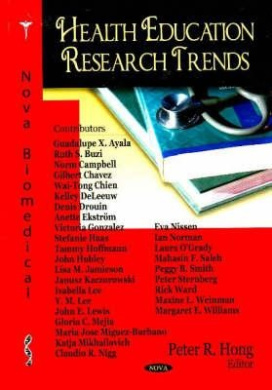 HEALTH EDUCATION
RESEARCH TRENDS
Nova Biomedical
Contributors
Guadalupe X. Ayala
Ruth S. Buzi
Norm Campbell
Gilbert Chavez
Wai-Tong Chien
Kelley DeLeeuw
Denis Drouin
Anette Ekström
Victoria Gonzalez
Stefanie Haas
Tammy Hoffmann
John Hubley
Lisa M. Jamieson
Janusz Kaczorowski
Isabella Lee
Y. M. Lee
John E. Lewis
Gloria C. Mejia
Maria Jose Miguez-Burbano
Katja Mikhailovich
Claudio R. Nigg
Eva Nissen
Ian Norman
Laura O'Grady
Mahasin F. Saleh
Peggy B. Smith
Peter Sternberg
Rick Ward
Maxine L. Weinman
Margaret E. Williams
Peter R. Hong
Editor
NOVA